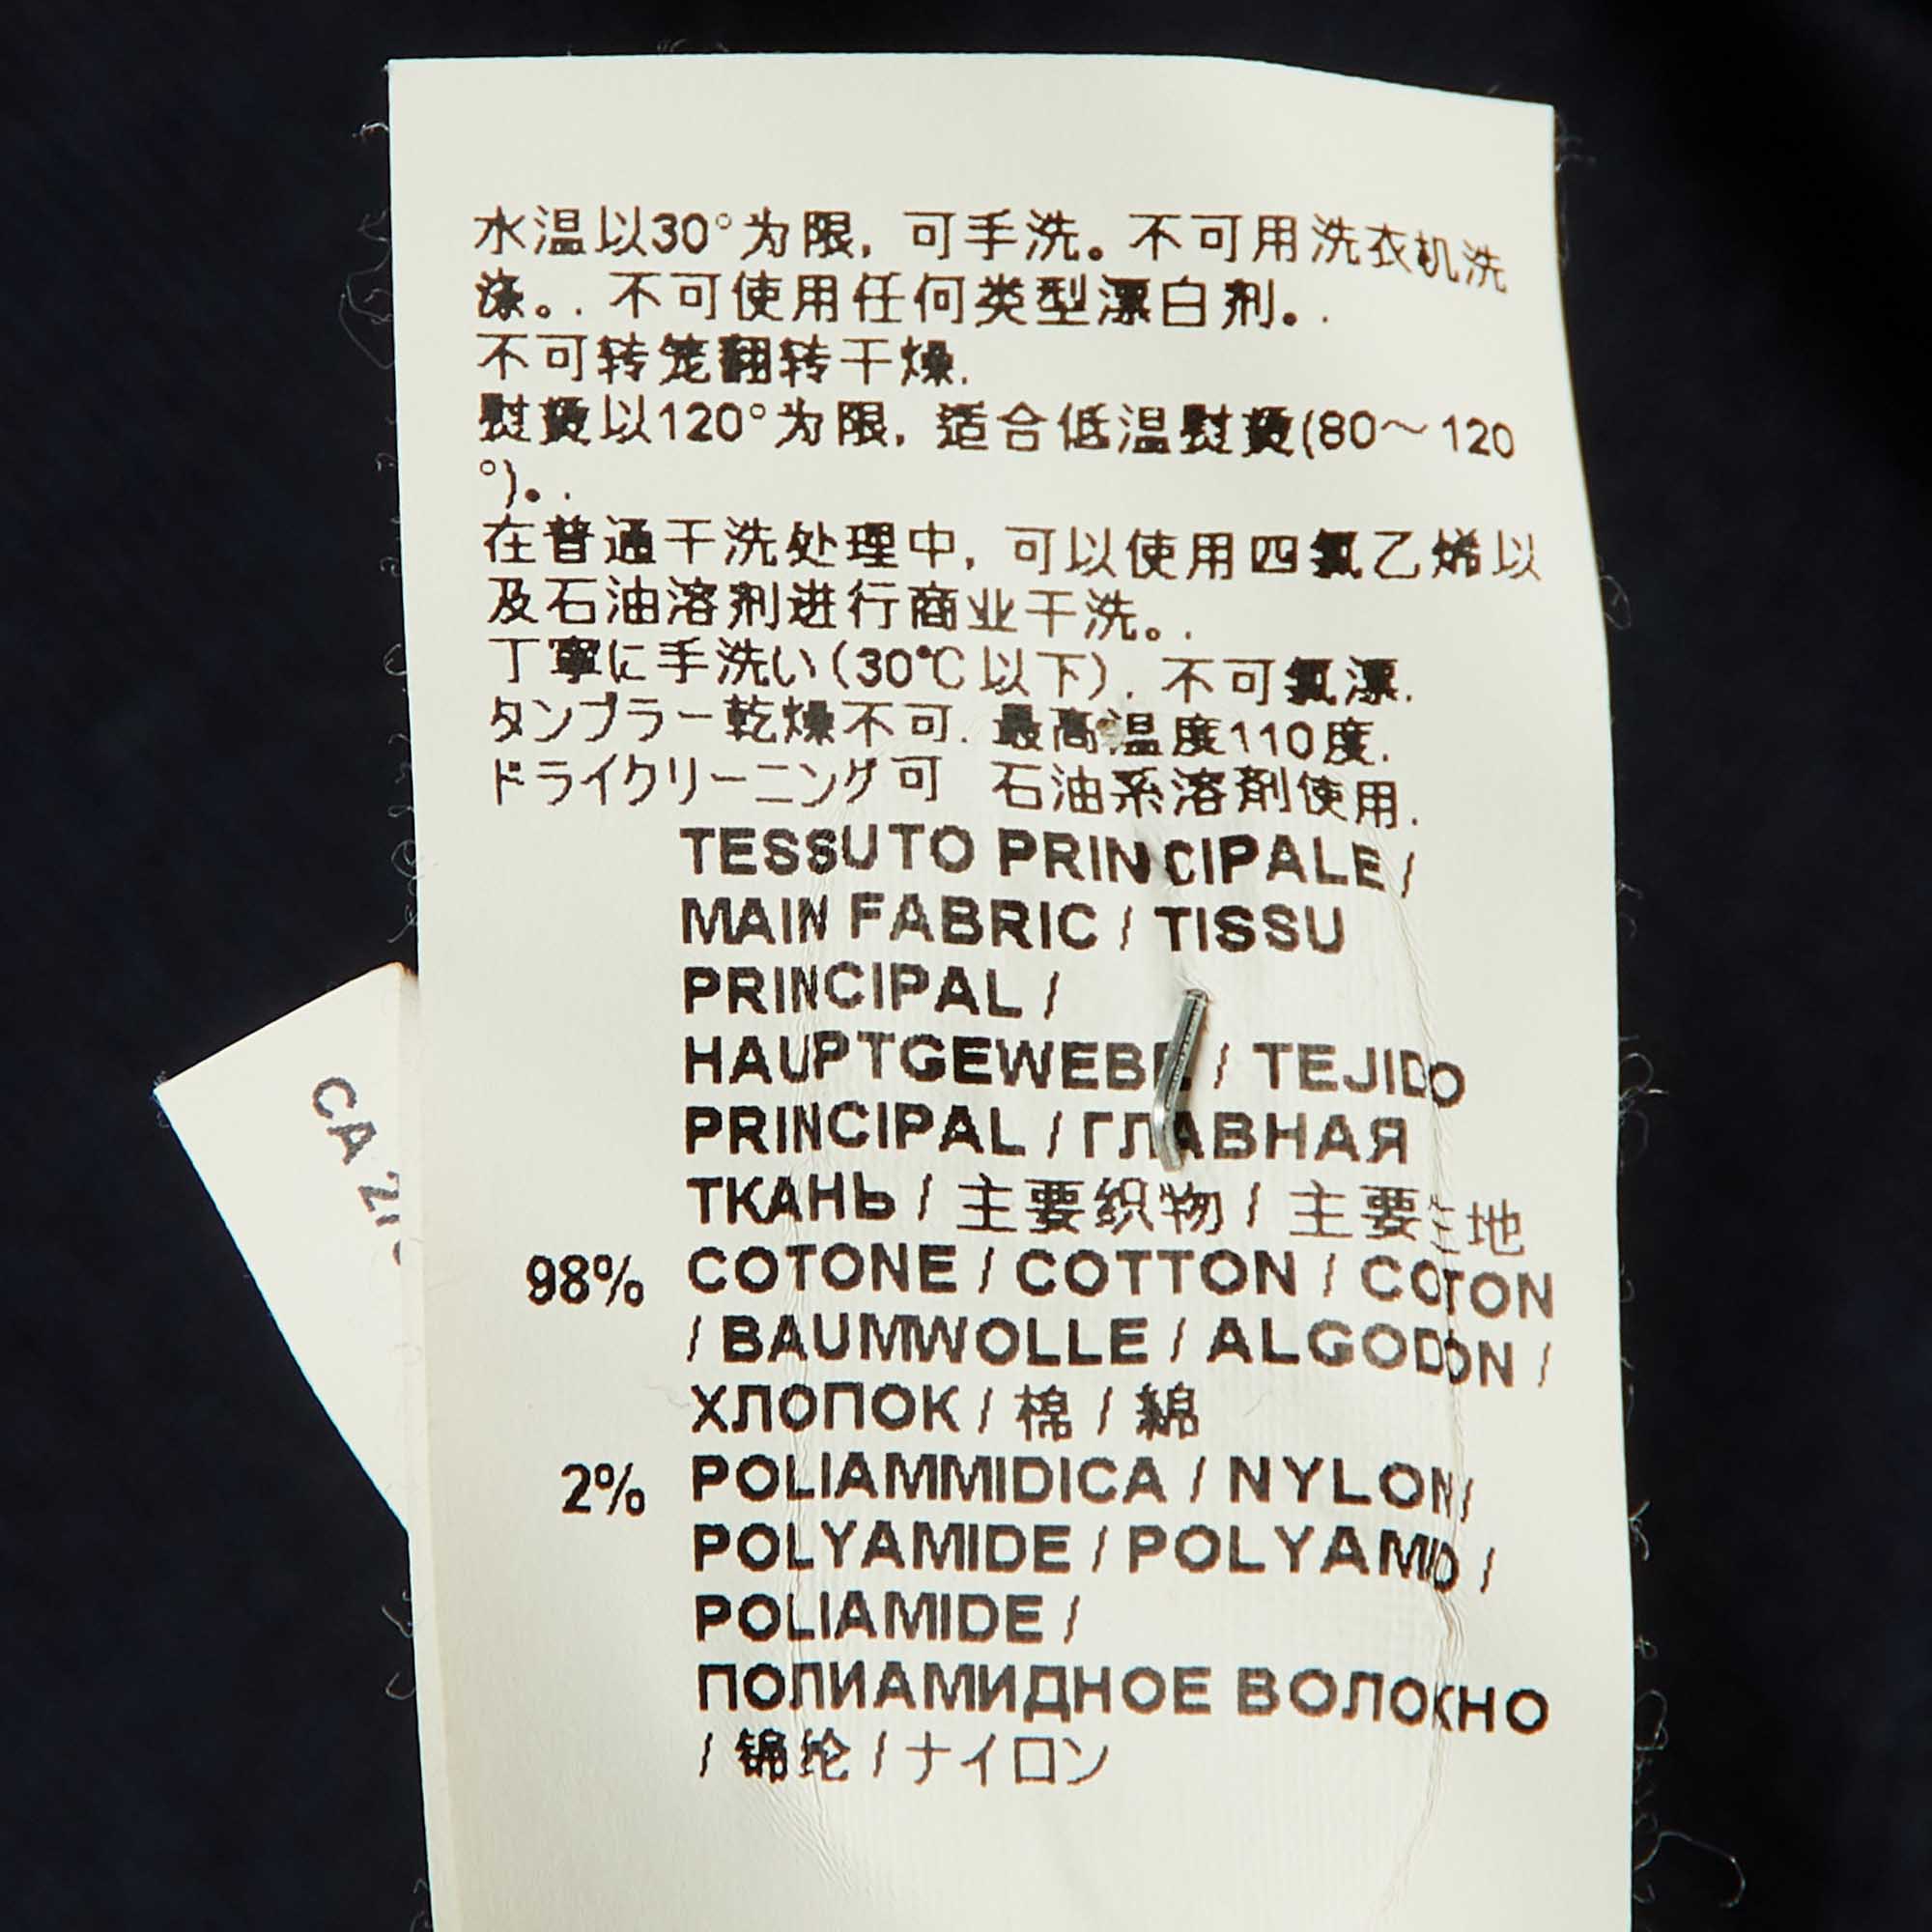 水温以30°为限, 可手洗。不可用洗衣机洗
涤。. 不可使用任何类型漂白剂。.
不可转笼翻转干燥.
熨烫以120°为限, 适合低温熨烫(80～120
°)。.
在普通干洗处理中, 可以使用四氯乙烯以
及石油溶剂进行商业干洗。.
丁寧に手洗い(30℃以下). 不可氯漂.
タンブラー乾燥不可. 最高温度110度.
ドライクリーニング可 石油系溶剤使用.
TESSUTO PRINCIPALE /
MAIN FABRIC / TISSU
PRINCIPAL /
HAUPTGEWEBE / TEJIDO
PRINCIPAL / ГЛАВНАЯ
ТКАНЬ / 主要织物 / 主要生地
98% COTONE / COTTON / COTON
/ BAUMWOLLE / ALGODON /
ХЛОПОК / 棉 / 綿
2% POLIAMMIDICA / NYLON /
POLYAMIDE / POLYAMID /
POLIAMIDE /
ПОЛИАМИДНОЕ ВОЛОКНО
/ 锦纶 / ナイロン
CA